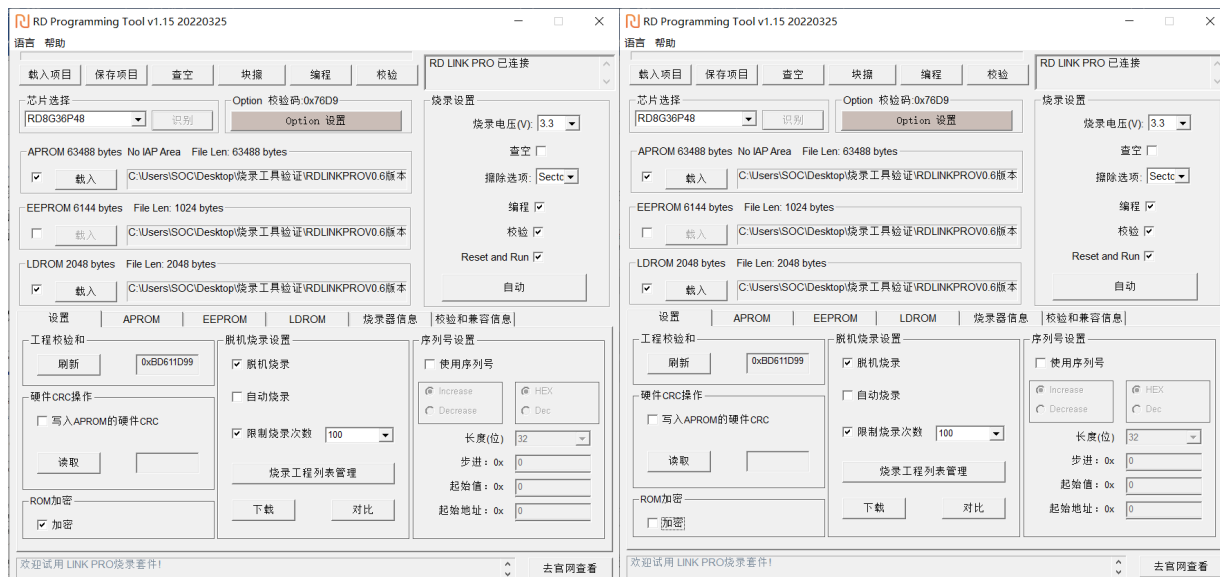 RD Programming Tool v1.15 20220325
语言 帮助
载入项目 保存项目 查空 块擦 编程 校验
RD LINK PRO 已连接
芯片选择
RD8G36P48 识别
Option 校验码:0x76D9
Option 设置
烧录设置
烧录电压(V): 3.3
查空
擦除选项: Sectc
编程
校验
Reset and Run
自动
APROM 63488 bytes No IAP Area File Len: 63488 bytes
载入 C:\Users\SOC\Desktop\烧录工具验证\RDLINKPROV0.6版本
EEPROM 6144 bytes File Len: 1024 bytes
载入 C:\Users\SOC\Desktop\烧录工具验证\RDLINKPROV0.6版本
LDROM 2048 bytes File Len: 2048 bytes
载入 C:\Users\SOC\Desktop\烧录工具验证\RDLINKPROV0.6版本
设置 APROM EEPROM LDROM 烧录器信息 校验和兼容信息
工程校验和
刷新 0xBD611D99
硬件CRC操作
写入APROM的硬件CRC
读取
ROM加密
加密
脱机烧录设置
脱机烧录
自动烧录
限制烧录次数 100
烧录工程列表管理
下载 对比
序列号设置
使用序列号
Increase HEX
Decrease Dec
长度(位) 32
步进: 0x 0
起始值: 0x 0
起始地址: 0x 0
欢迎试用 LINK PRO烧录套件!
去官网查看
RD Programming Tool v1.15 20220325
语言 帮助
载入项目 保存项目 查空 块擦 编程 校验
RD LINK PRO 已连接
芯片选择
RD8G36P48 识别
Option 校验码:0x76D9
Option 设置
烧录设置
烧录电压(V): 3.3
查空
擦除选项: Sectc
编程
校验
Reset and Run
自动
APROM 63488 bytes No IAP Area File Len: 63488 bytes
载入 C:\Users\SOC\Desktop\烧录工具验证\RDLINKPROV0.6版本
EEPROM 6144 bytes File Len: 1024 bytes
载入 C:\Users\SOC\Desktop\烧录工具验证\RDLINKPROV0.6版本
LDROM 2048 bytes File Len: 2048 bytes
载入 C:\Users\SOC\Desktop\烧录工具验证\RDLINKPROV0.6版本
设置 APROM EEPROM LDROM 烧录器信息 校验和兼容信息
工程校验和
刷新 0xBD611D99
硬件CRC操作
写入APROM的硬件CRC
读取
ROM加密
加密
脱机烧录设置
脱机烧录
自动烧录
限制烧录次数 100
烧录工程列表管理
下载 对比
序列号设置
使用序列号
Increase HEX
Decrease Dec
长度(位) 32
步进: 0x 0
起始值: 0x 0
起始地址: 0x 0
欢迎试用 LINK PRO烧录套件!
去官网查看